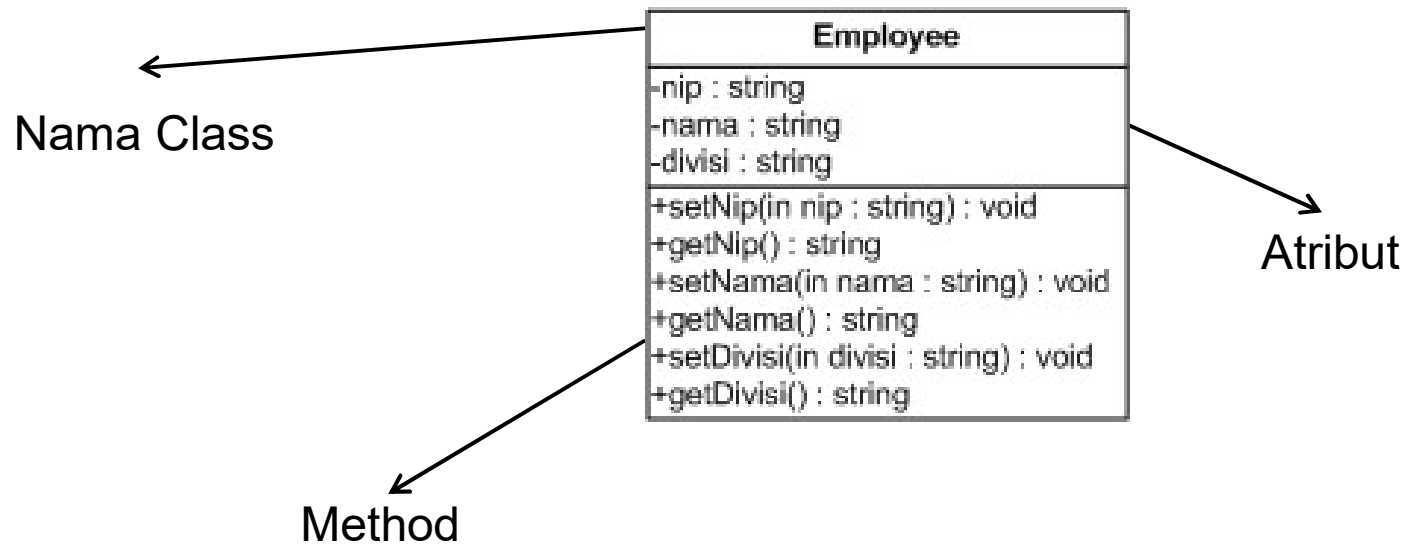 Employee
-nip : string
-nama : string
-divisi : string
+setNip(in nip : string) : void
+getNip() : string
+setNama(in nama : string) : void
+getNama() : string
+setDivisi(in divisi : string) : void
+getDivisi() : string
Nama Class
Atribut
Method